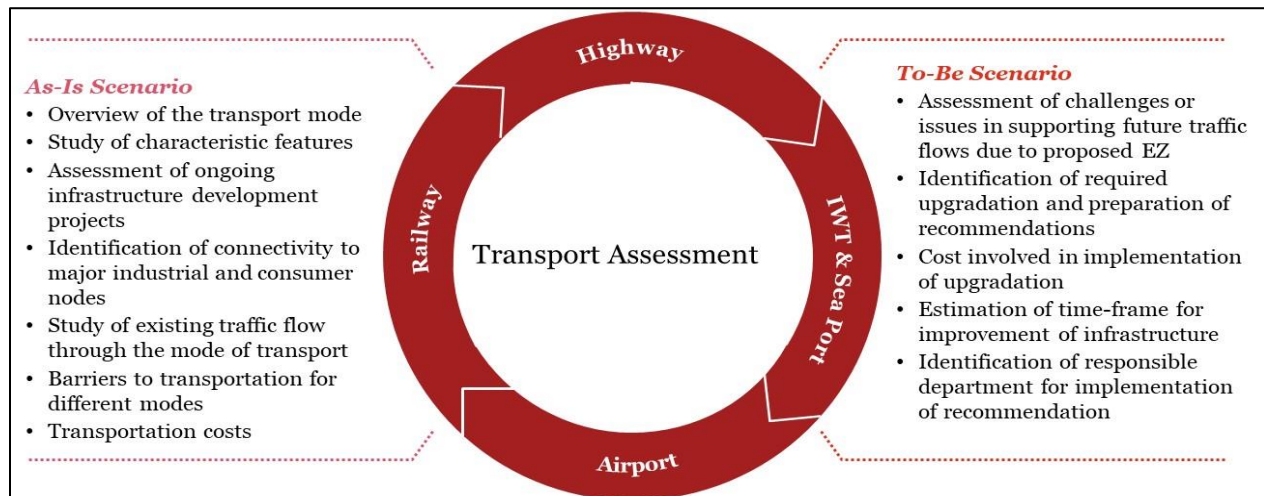 As-Is Scenario
• Overview of the transport mode
• Study of characteristic features
• Assessment of ongoing
infrastructure development
projects
• Identification of connectivity to
major industrial and consumer
nodes
• Study of existing traffic flow
through the mode of transport
• Barriers to transportation for
different modes
• Transportation costs
Highway
Railway
Transport Assessment
IWT & Sea Port
Airport
To-Be Scenario
• Assessment of challenges or
issues in supporting future traffic
flows due to proposed EZ
• Identification of required
upgradation and preparation of
recommendations
• Cost involved in implementation
of upgradation
• Estimation of time-frame for
improvement of infrastructure
• Identification of responsible
department for implementation
of recommendation